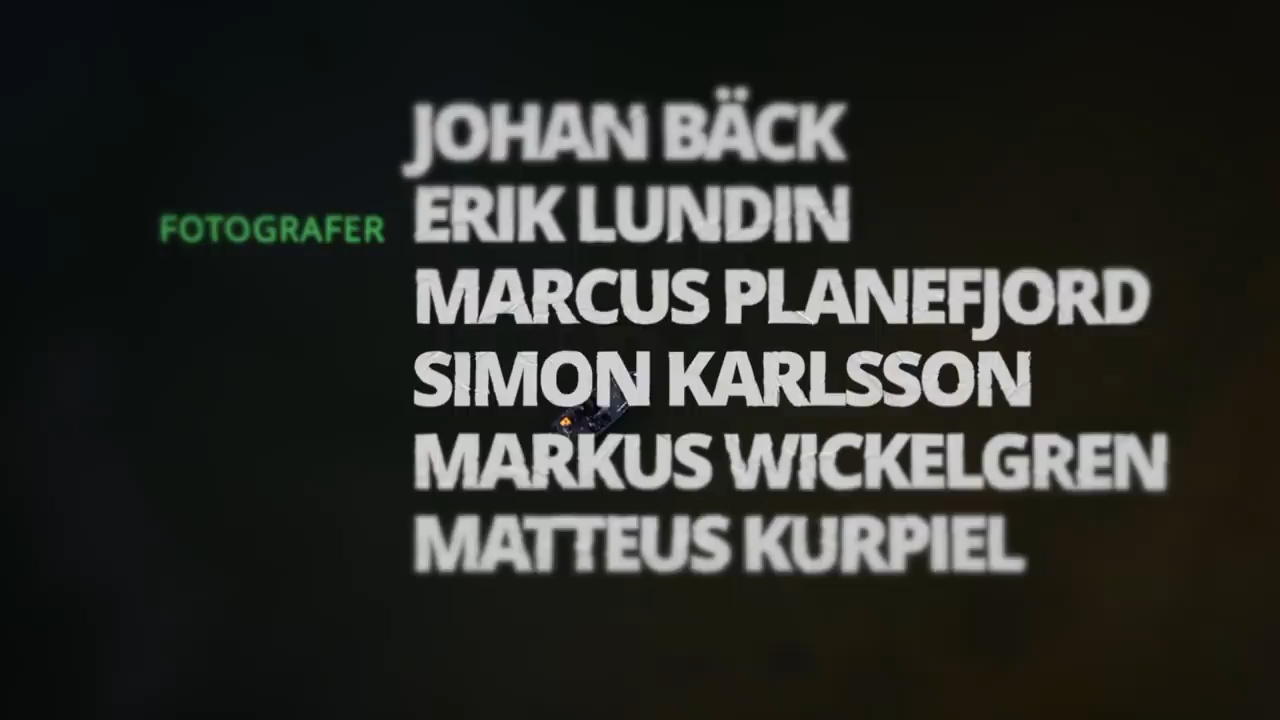 JOHAN BÄCK
FOTOGRAFER ERIK LUNDIN
MARCUS PLANEFJORD
SIMON KARLSSON
MARKUS WICKELGREN
MATTEUS KURPIEL